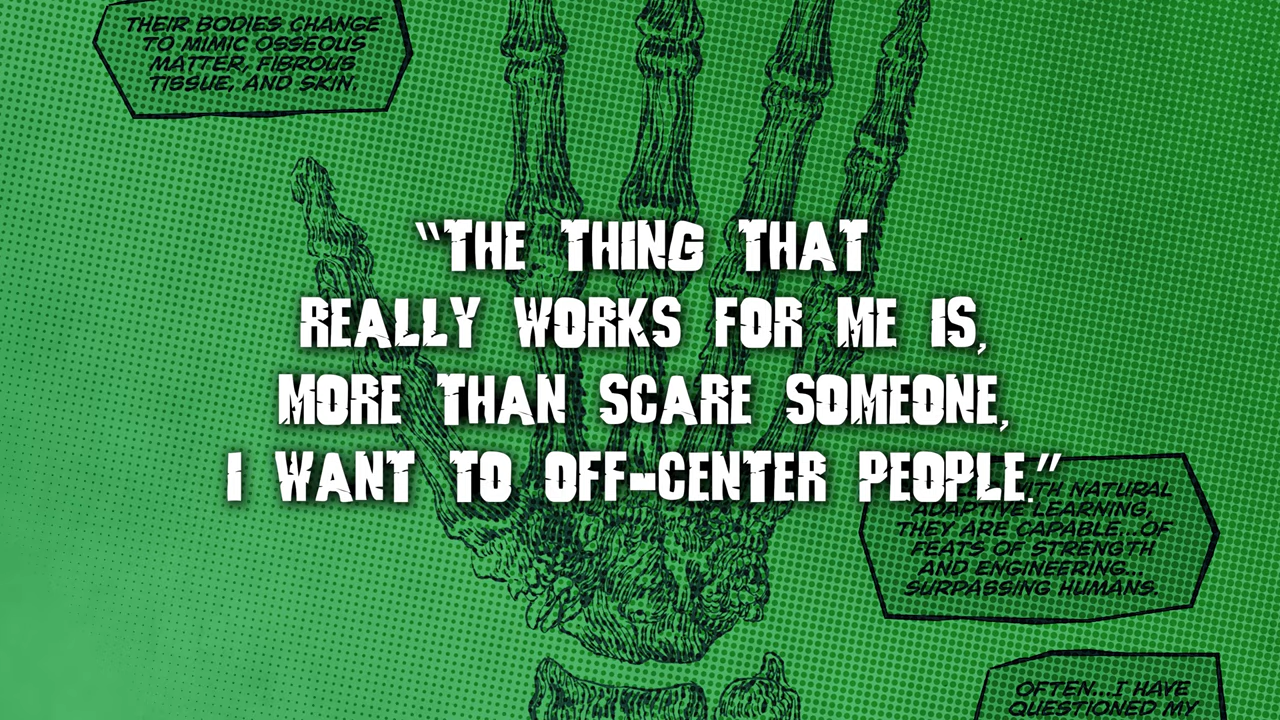 THEIR BODIES CHANGE
TO MIMIC OSSEOUS
MATTER, FIBROUS
TISSUE, AND SKIN.
“THE THING THAT
REALLY WORKS FOR ME IS,
MORE THAN SCARE SOMEONE,
I WANT TO OFF-CENTER PEOPLE.”
NATURAL
ADAPTIVE LEARNING,
THEY ARE CAPABLE...OF
FEATS OF STRENGTH
AND ENGINEERING...
SURPASSING HUMANS.
OFTEN...I HAVE
QUESTIONED MY